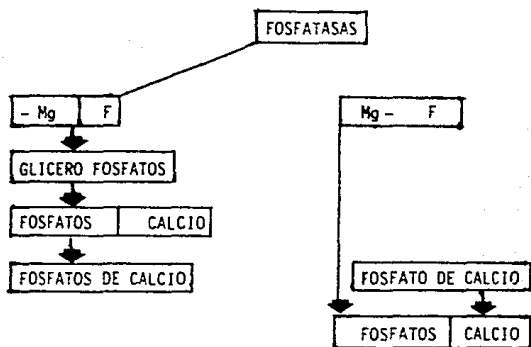 FOSFATASAS
- Mg F
Mg - F
GLICERO FOSFATOS
FOSFATOS CALCIO
FOSFATOS DE CALCIO
FOSFATO DE CALCIO
FOSFATOS CALCIO